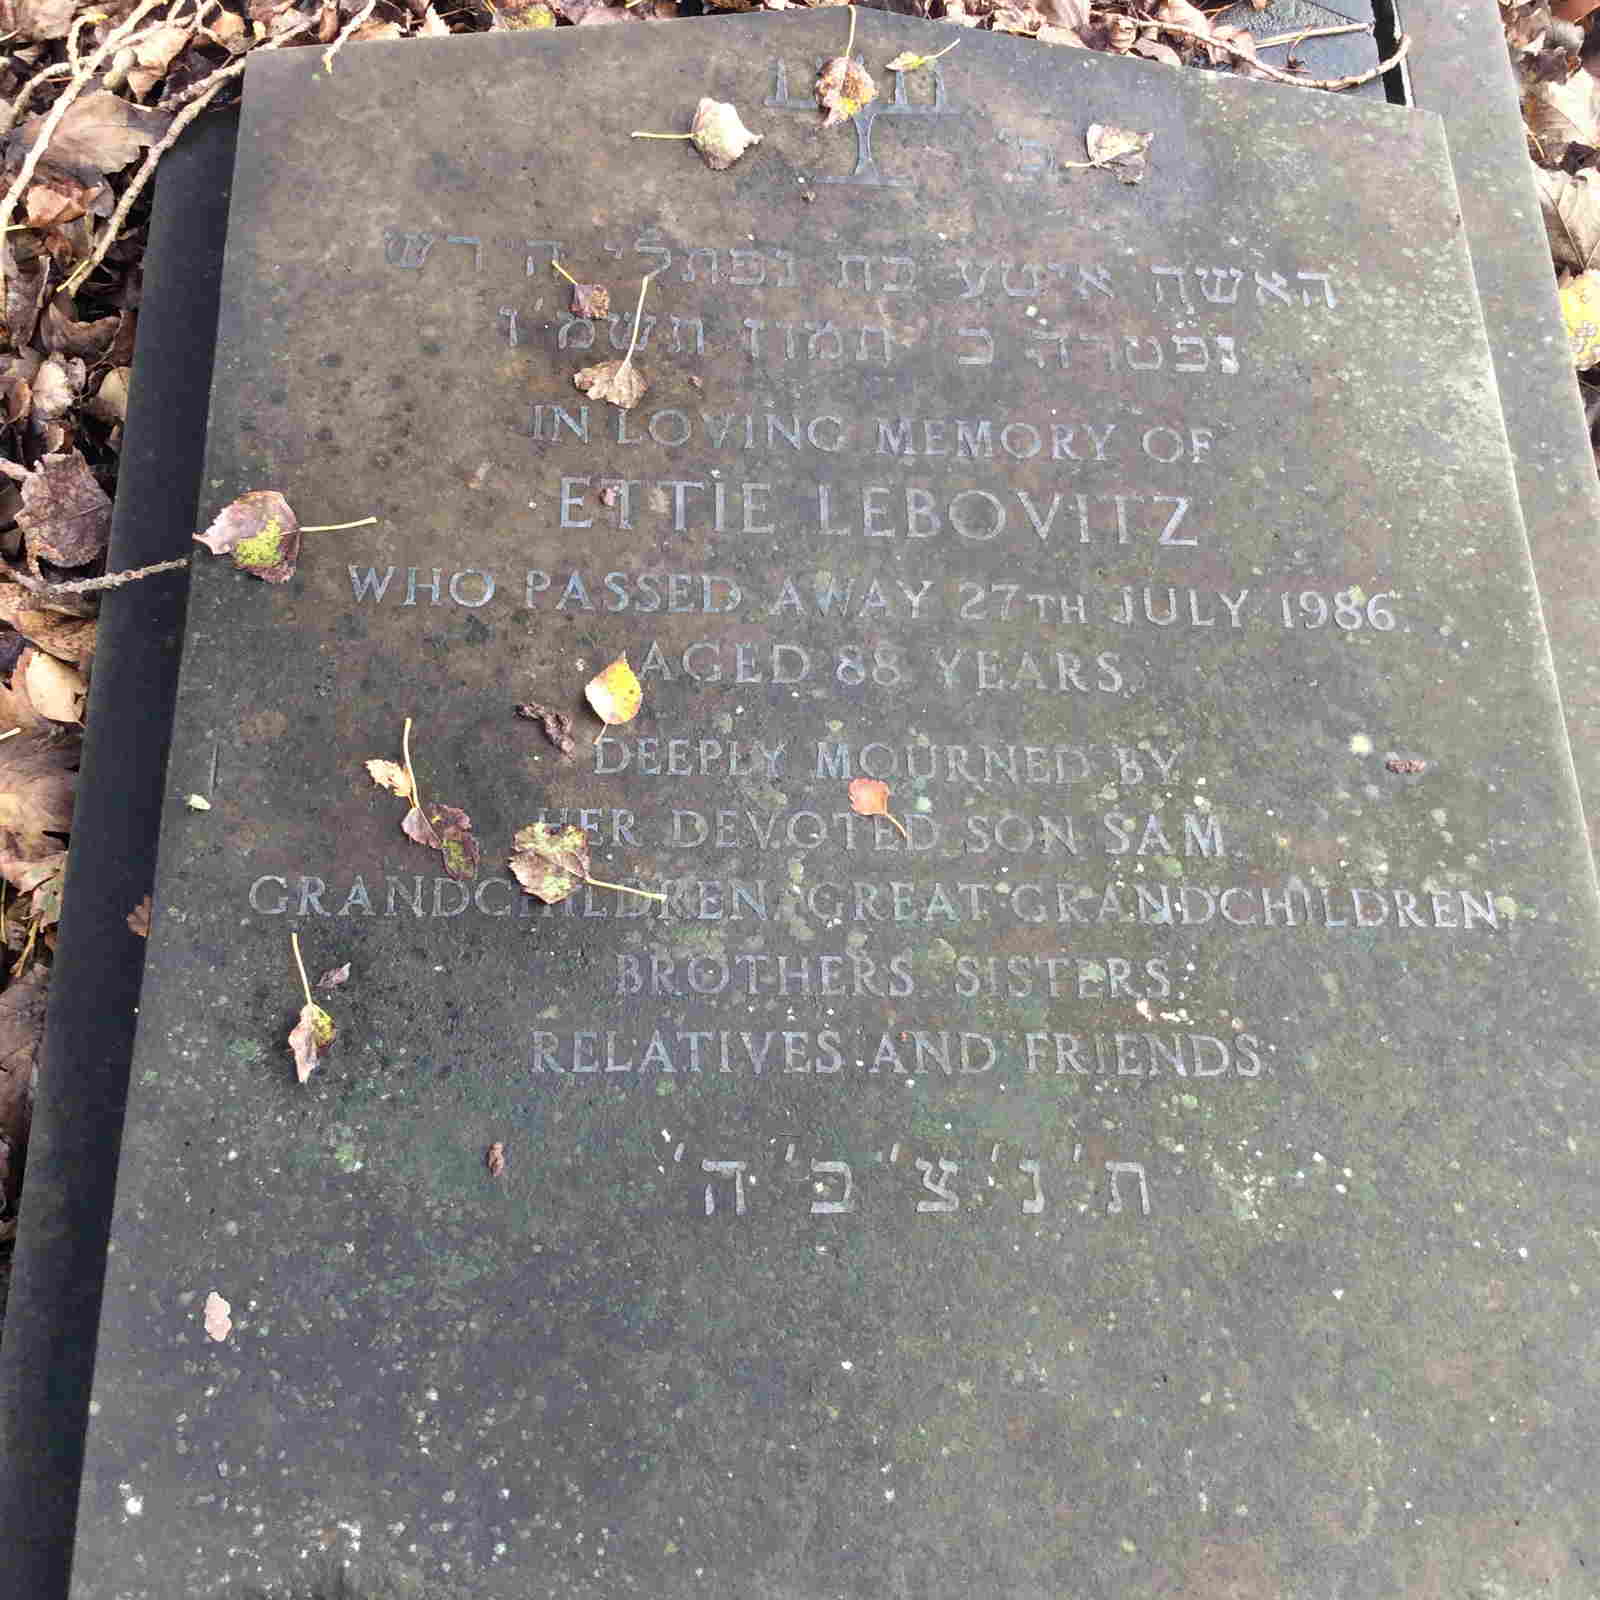 פ נ
האשה איטע בת נפתלי הירש
נפטרה כ' תמוז תשמ"ו
IN LOVING MEMORY OF
ETTIE LEBOVITZ
WHO PASSED AWAY 27TH JULY 1986
AGED 88 YEARS.
DEEPLY MOURNED BY
HER DEVOTED SON SAM
GRANDCHILDREN, GREAT GRANDCHILDREN,
BROTHERS SISTERS,
RELATIVES AND FRIENDS.
ת' נ' צ' ב' ה'